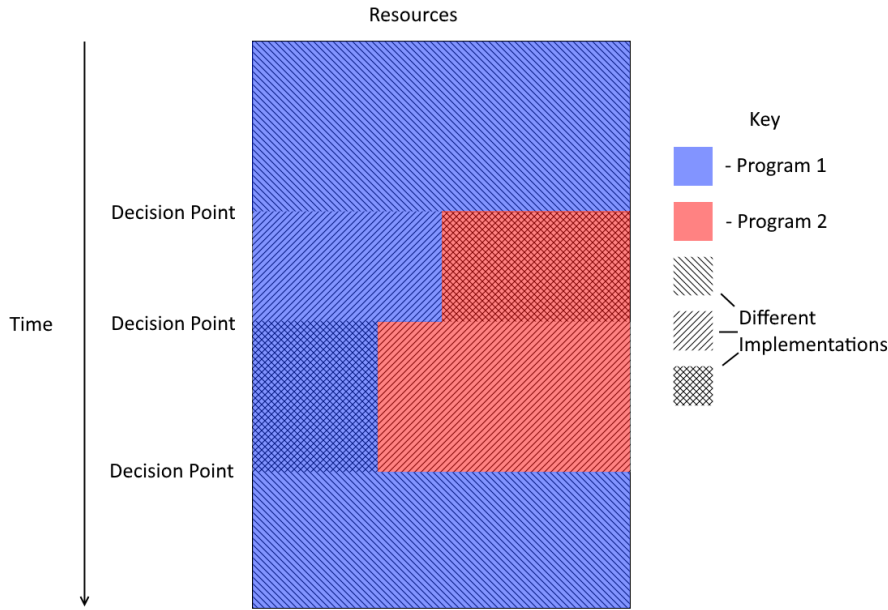 Resources
Key
- Program 1
Decision Point
- Program 2
Time
Decision Point
Different
Implementations
Decision Point